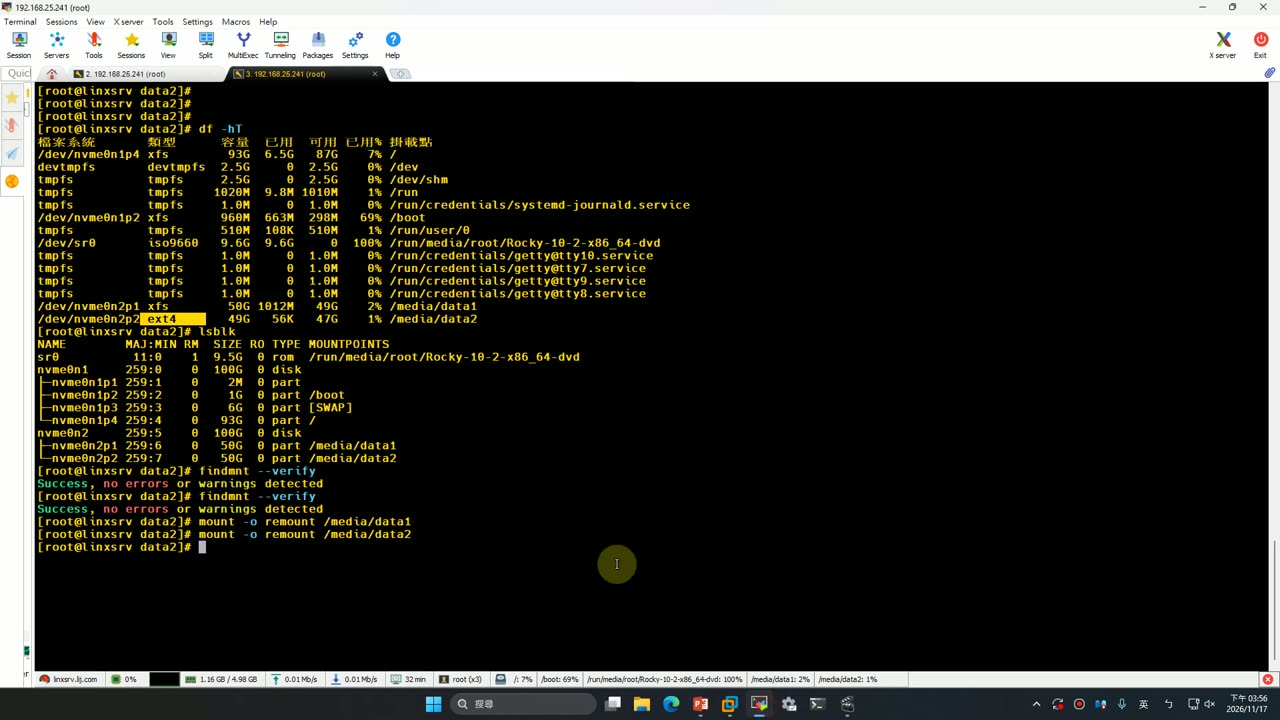 192.168.25.241 (root)
Terminal Sessions View X server Tools Settings Macros Help
Session Servers Tools Sessions View Split MultiExec Tunneling Packages Settings Help X server Exit
Quic 2. 192.168.25.241 (root) 3. 192.168.25.241 (root)
[root@linxsrv data2]#
[root@linxsrv data2]#
[root@linxsrv data2]#
[root@linxsrv data2]# df -hT
檔案系統 類型 容量 已用 可用 已用% 掛載點
/dev/nvme0n1p4 xfs 93G 6.5G 87G 7% /
devtmpfs devtmpfs 2.5G 0 2.5G 0% /dev
tmpfs tmpfs 2.5G 0 2.5G 0% /dev/shm
tmpfs tmpfs 1020M 9.8M 1010M 1% /run
tmpfs tmpfs 1.0M 0 1.0M 0% /run/credentials/systemd-journald.service
/dev/nvme0n1p2 xfs 960M 663M 298M 69% /boot
tmpfs tmpfs 510M 108K 510M 1% /run/user/0
/dev/sr0 iso9660 9.6G 9.6G 0 100% /run/media/root/Rocky-10-2-x86_64-dvd
tmpfs tmpfs 1.0M 0 1.0M 0% /run/credentials/getty@tty10.service
tmpfs tmpfs 1.0M 0 1.0M 0% /run/credentials/getty@tty7.service
tmpfs tmpfs 1.0M 0 1.0M 0% /run/credentials/getty@tty9.service
tmpfs tmpfs 1.0M 0 1.0M 0% /run/credentials/getty@tty8.service
/dev/nvme0n2p1 xfs 50G 1012M 49G 2% /media/data1
/dev/nvme0n2p2 ext4 49G 56K 47G 1% /media/data2
[root@linxsrv data2]# lsblk
NAME MAJ:MIN RM SIZE RO TYPE MOUNTPOINTS
sr0 11:0 1 9.5G 0 rom /run/media/root/Rocky-10-2-x86_64-dvd
nvme0n1 259:0 0 100G 0 disk
├─nvme0n1p1 259:1 0 2M 0 part
├─nvme0n1p2 259:2 0 1G 0 part /boot
├─nvme0n1p3 259:3 0 6G 0 part [SWAP]
└─nvme0n1p4 259:4 0 93G 0 part /
nvme0n2 259:5 0 100G 0 disk
├─nvme0n2p1 259:6 0 50G 0 part /media/data1
└─nvme0n2p2 259:7 0 50G 0 part /media/data2
[root@linxsrv data2]# findmnt --verify
Success, no errors or warnings detected
[root@linxsrv data2]# findmnt --verify
Success, no errors or warnings detected
[root@linxsrv data2]# mount -o remount /media/data1
[root@linxsrv data2]# mount -o remount /media/data2
[root@linxsrv data2]#
linxsrv.lij.com 0% 1.16 GB / 4.98 GB 0.01 Mb/s 0.01 Mb/s 32 min root (x3) /: 7% /boot: 69% /run/media/root/Rocky-10-2-x86_64-dvd: 100% /media/data1: 2% /media/data2: 1%
搜尋 英 下午 03:56
2026/11/17